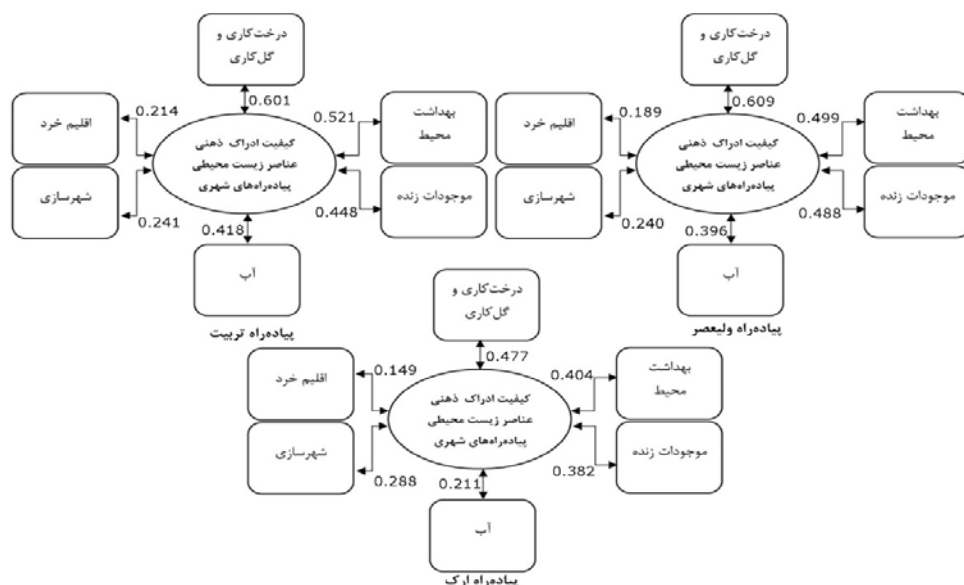 درخت‌کاری و
گل‌کاری
0.601
0.214
اقلیم خرد
0.521
بهداشت
محیط
کیفیت ادراک ذهنی
عناصر زیست محیطی
پیاده‌راه‌های شهری
شهرسازی
0.241
موجودات زنده
0.448
0.418
آب
پیاده‌راه تربیت
درخت‌کاری و
گل‌کاری
0.609
0.189
اقلیم خرد
0.499
بهداشت
محیط
کیفیت ادراک ذهنی
عناصر زیست محیطی
پیاده‌راه‌های شهری
شهرسازی
0.240
موجودات زنده
0.488
0.396
آب
پیاده‌راه ولیعصر
درخت‌کاری و
گل‌کاری
0.477
0.149
اقلیم خرد
0.404
بهداشت
محیط
کیفیت ادراک ذهنی
عناصر زیست محیطی
پیاده‌راه‌های شهری
شهرسازی
0.288
موجودات زنده
0.382
0.211
آب
پیاده‌راه ارک